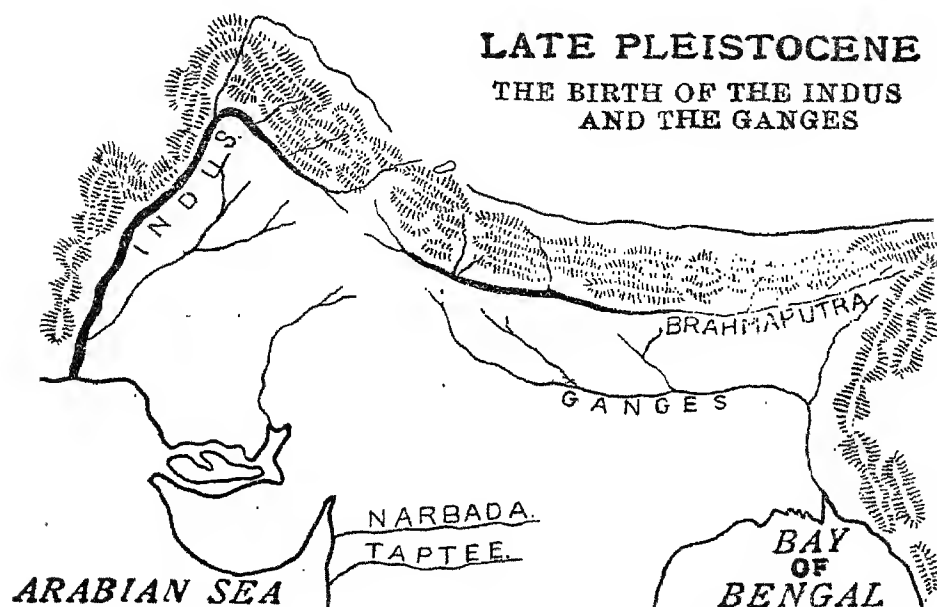 LATE PLEISTOCENE
THE BIRTH OF THE INDUS
AND THE GANGES
INDUS
BRAHMAPUTRA
GANGES
NARBADA.
TAPTEE.
BAY
OF
BENGAL
ARABIAN SEA